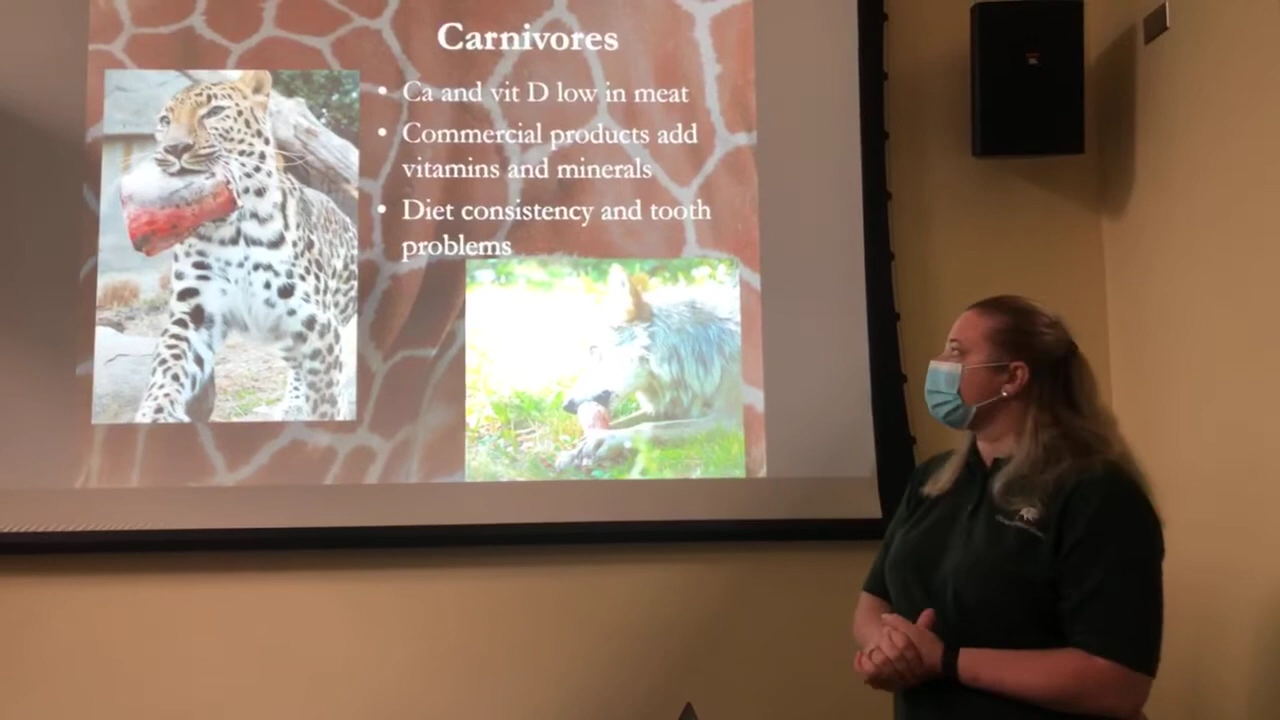 Carnivores
• Ca and vit D low in meat
• Commercial products add
vitamins and minerals
• Diet consistency and tooth
problems